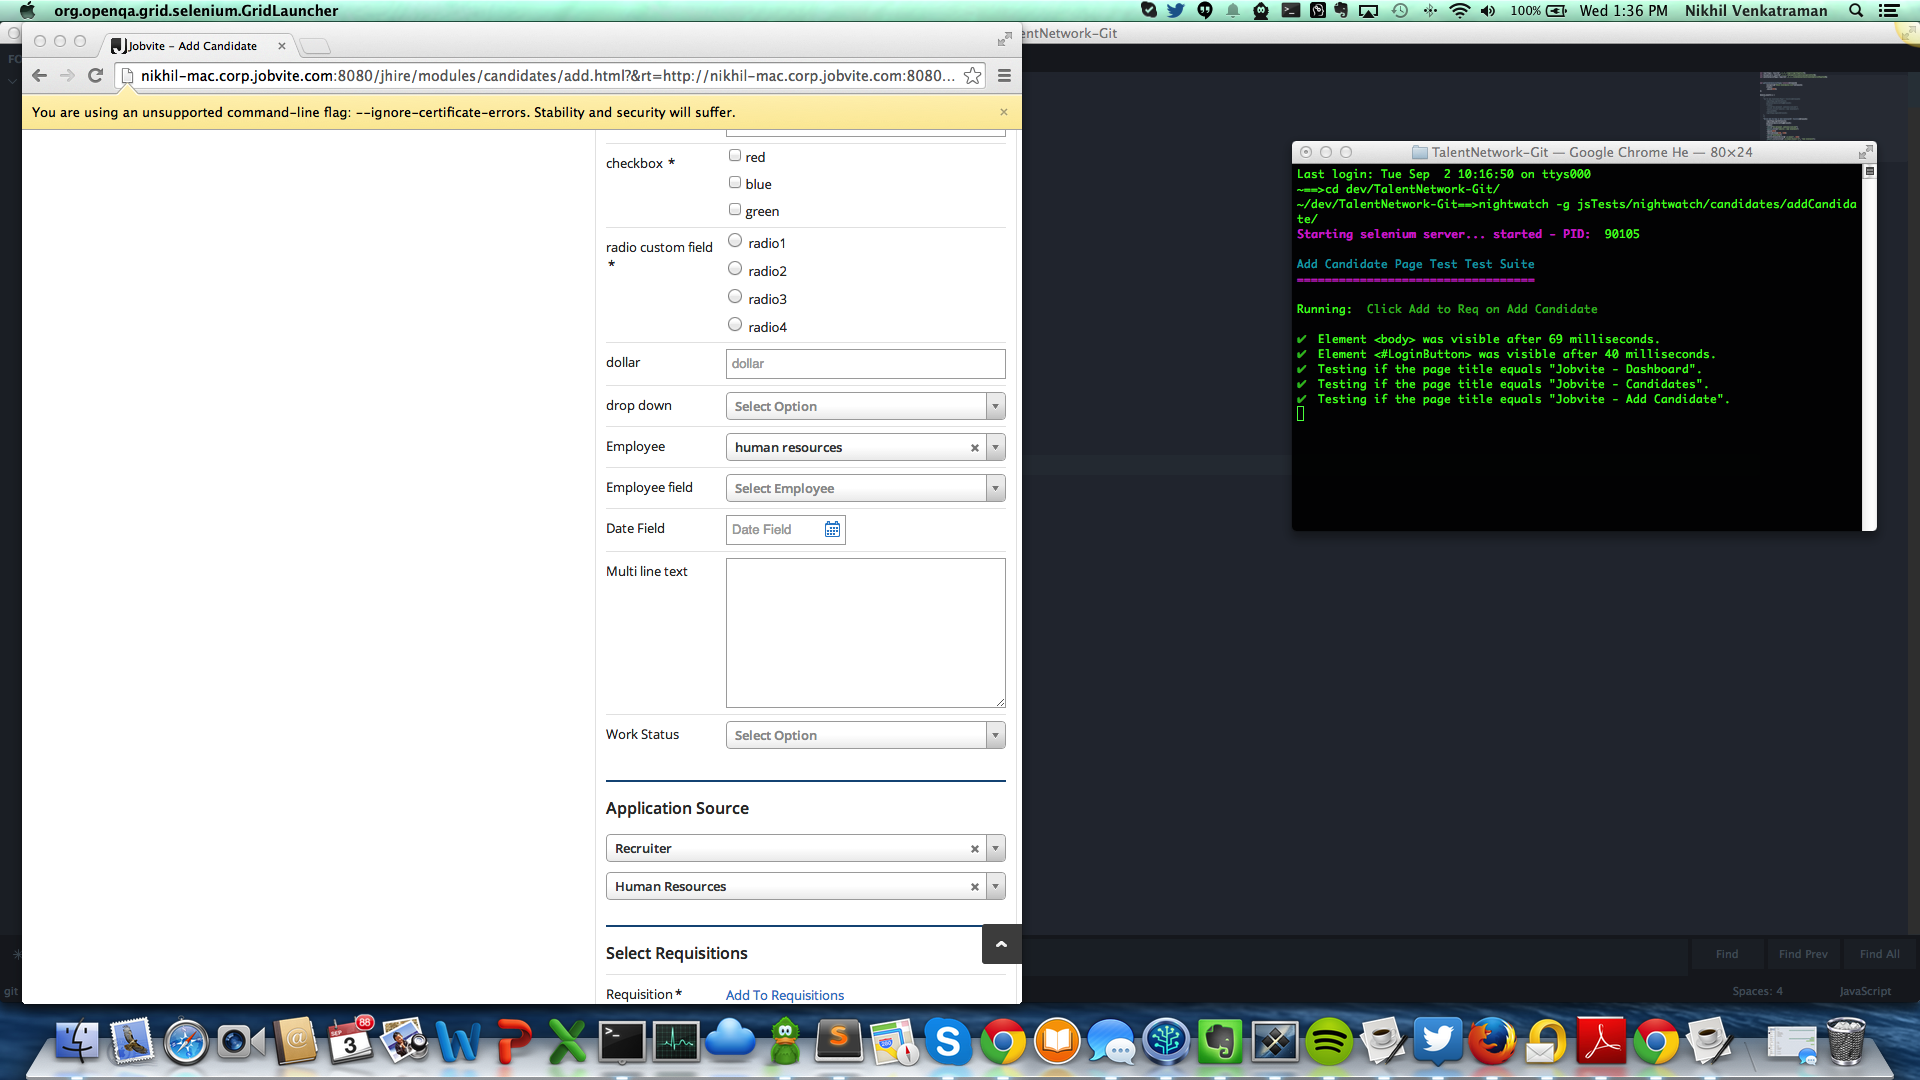 org.openqa.grid.selenium.GridLauncher
100%
Wed 1:36 PM
Nikhil Venkatraman
Jobvite - Add Candidate
nikhil-mac.corp.jobvite.com:8080/jhire/modules/candidates/add.html?&rt=http://nikhil-mac.corp.jobvite.com:8080...
You are using an unsupported command-line flag: --ignore-certificate-errors. Stability and security will suffer.
checkbox *
red
blue
green
radio custom field
*
radio1
radio2
radio3
radio4
dollar
dollar
drop down
Select Option
Employee
human resources
Employee field
Select Employee
Date Field
Date Field
Multi line text
Work Status
Select Option
Application Source
Recruiter
Human Resources
Select Requisitions
Requisition *
Add To Requisitions
entNetwork-Git
TalentNetwork-Git — Google Chrome He — 80×24
Last login: Tue Sep  2 10:16:50 on ttys000
~==>cd dev/TalentNetwork-Git/
~/dev/TalentNetwork-Git==>nightwatch -g jsTests/nightwatch/candidates/addCandida
te/
Starting selenium server... started - PID:  90105
Add Candidate Page Test Test Suite
==================================
Running:  Click Add to Req on Add Candidate
✔  Element <body> was visible after 69 milliseconds.
✔  Element <#LoginButton> was visible after 40 milliseconds.
✔  Testing if the page title equals "Jobvite - Dashboard".
✔  Testing if the page title equals "Jobvite - Candidates".
✔  Testing if the page title equals "Jobvite - Add Candidate".
Find
Find Prev
Find All
git
Spaces: 4
JavaScript
SEP
3
88